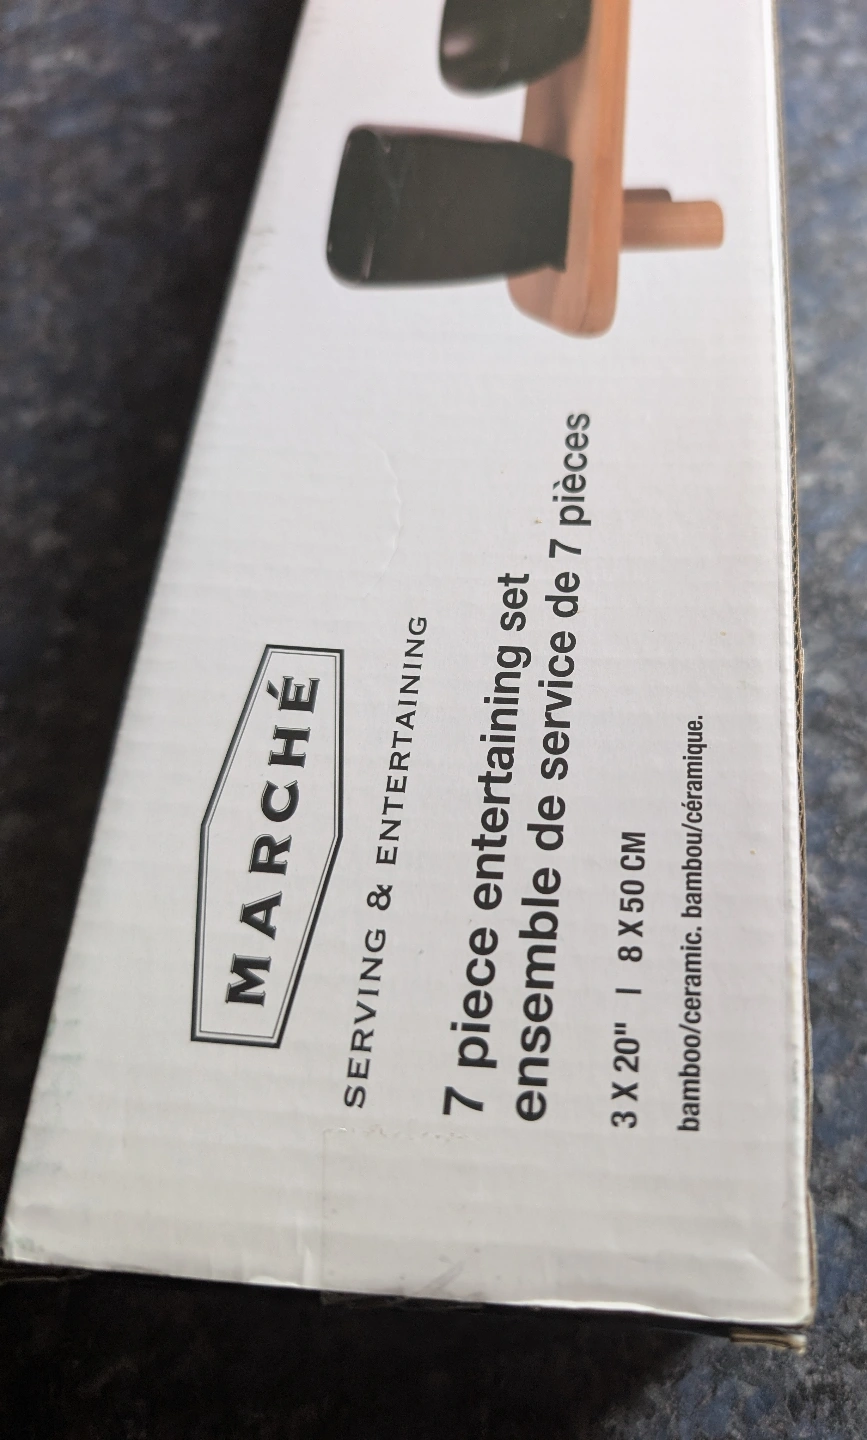 MARCHÉ
SERVING & ENTERTAINING
7 piece entertaining set
ensemble de service de 7 pièces
3 X 20" | 8 X 50 CM
bamboo/ceramic. bambou/céramique.